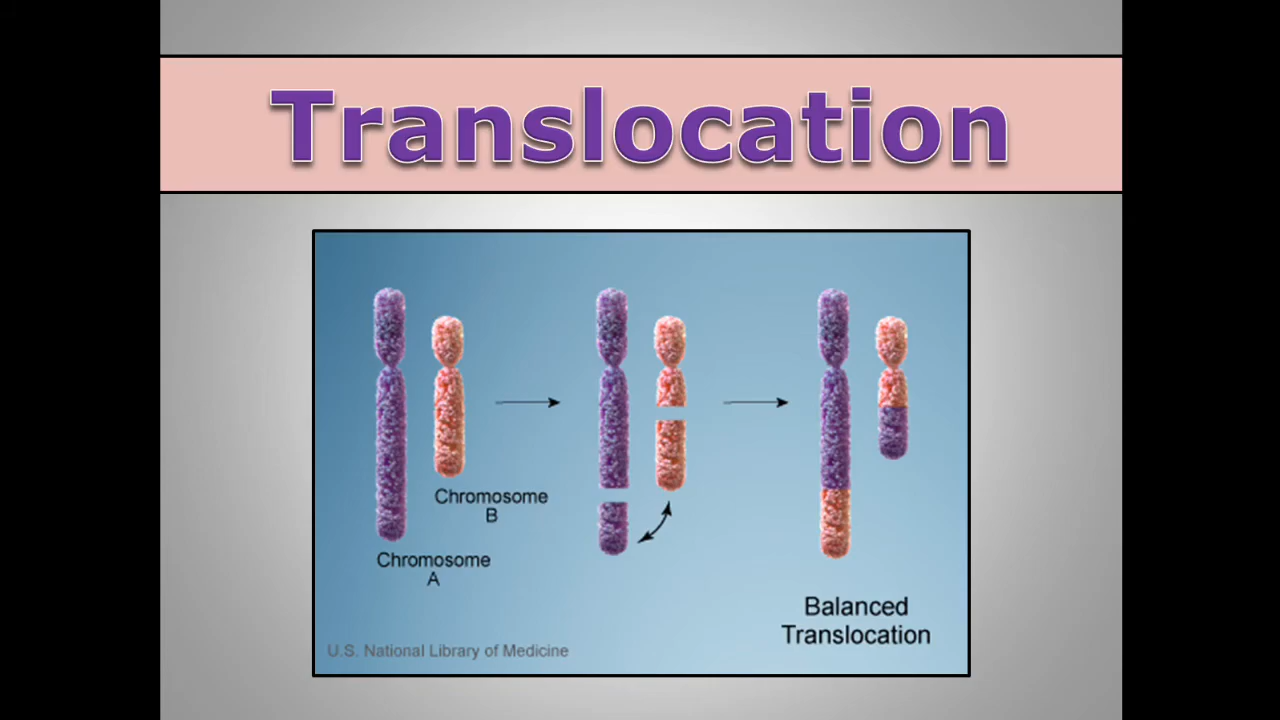 Translocation
Chromosome
B
Chromosome
A
Balanced
Translocation
U.S. National Library of Medicine